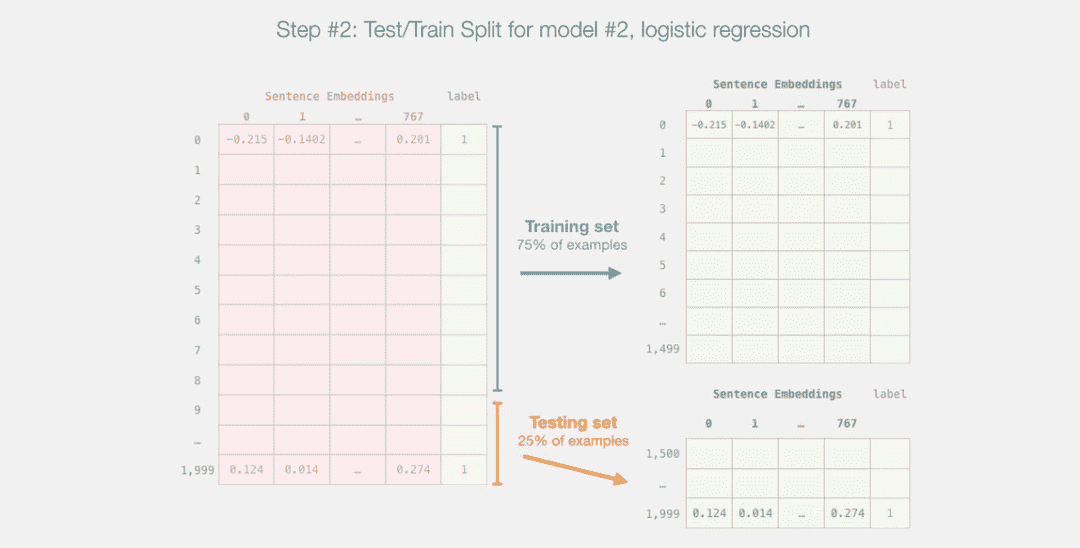 Step #2: Test/Train Split for model #2, logistic regression
Sentence Embeddings label
0 1 … 767
0 -0.215 -0.1402 … 0.201 1
1
2
3
4
5
6
7
8
9
…
1,999 0.124 0.014 … 0.274 1
Training set
75% of examples
Testing set
25% of examples
Sentence Embeddings label
0 1 … 767
0 -0.215 -0.1402 … 0.201 1
1
2
3
4
5
6
…
1,499
Sentence Embeddings label
0 1 … 767
1,500
…
1,999 0.124 0.014 … 0.274 1